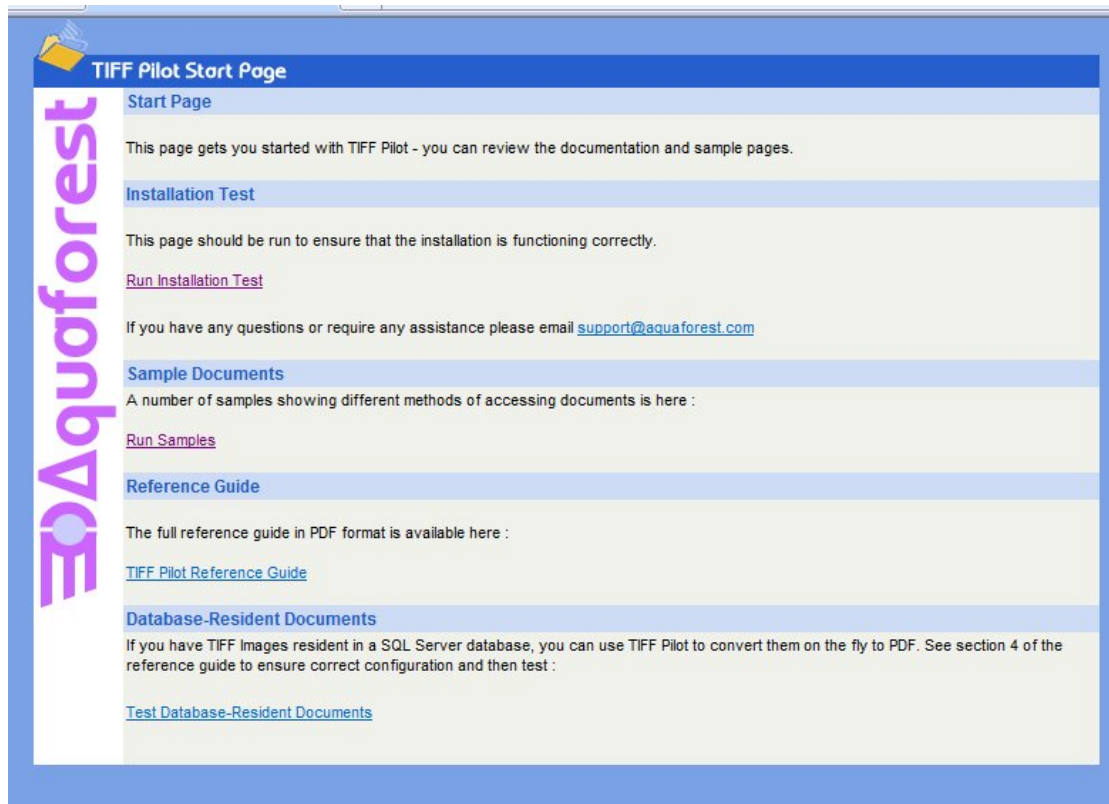 TIFF Pilot Start Page
Aquaforest
Start Page
This page gets you started with TIFF Pilot - you can review the documentation and sample pages.
Installation Test
This page should be run to ensure that the installation is functioning correctly.
Run Installation Test
If you have any questions or require any assistance please email support@aquaforest.com
Sample Documents
A number of samples showing different methods of accessing documents is here :
Run Samples
Reference Guide
The full reference guide in PDF format is available here :
TIFF Pilot Reference Guide
Database-Resident Documents
If you have TIFF Images resident in a SQL Server database, you can use TIFF Pilot to convert them on the fly to PDF. See section 4 of the
reference guide to ensure correct configuration and then test :
Test Database-Resident Documents